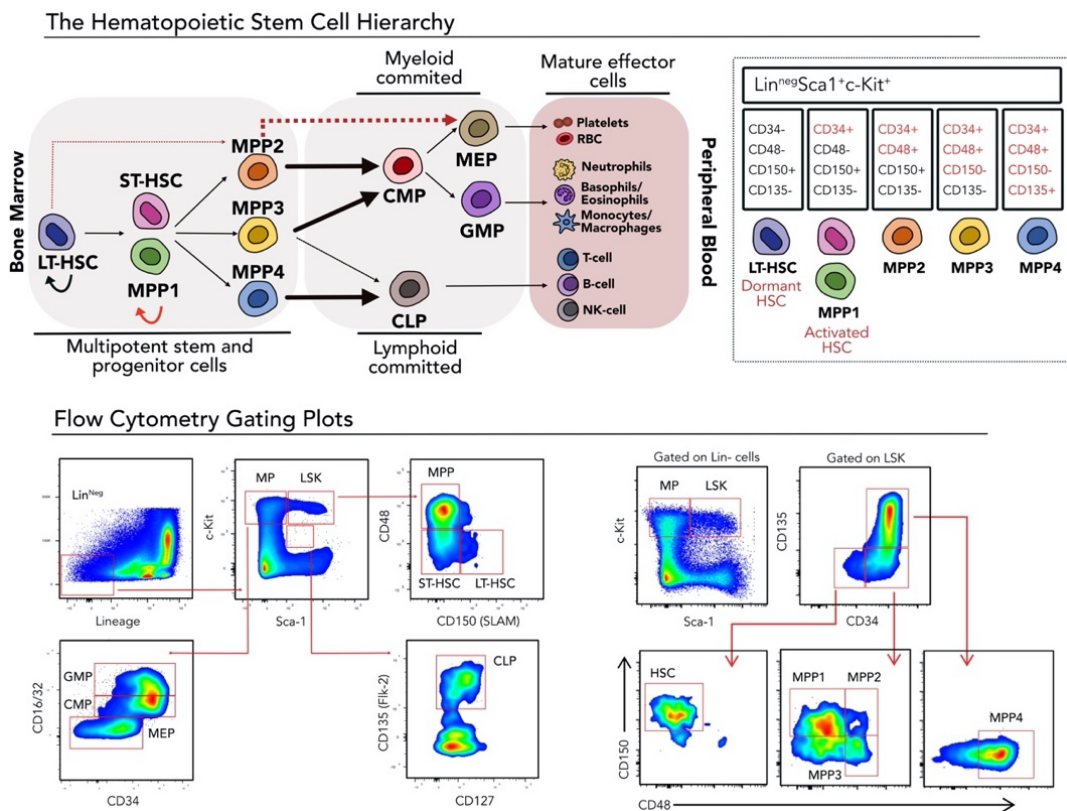 The Hematopoietic Stem Cell Hierarchy
Bone Marrow
LT-HSC
ST-HSC
MPP1
MPP2
MPP3
MPP4
Multipotent stem and
progenitor cells
Myeloid
commited
CMP
MEP
GMP
CLP
Lymphoid
committed
Mature effector
cells
Platelets
RBC
Neutrophils
Basophils/
Eosinophils
Monocytes/
Macrophages
T-cell
B-cell
NK-cell
Peripheral Blood
LinnegSca1+c-Kit+
CD34-
CD48-
CD150+
CD135-
CD34+
CD48-
CD150+
CD135-
CD34+
CD48+
CD150+
CD135-
CD34+
CD48+
CD150-
CD135-
CD34+
CD48+
CD150-
CD135+
LT-HSC
Dormant
HSC
MPP1
Activated
HSC
MPP2
MPP3
MPP4
Flow Cytometry Gating Plots
LinNeg
Lineage
MP
LSK
c-Kit
Sca-1
MPP
CD48
ST-HSC
LT-HSC
CD150 (SLAM)
GMP
CMP
MEP
CD16/32
CD34
CLP
CD135 (Flk-2)
CD127
Gated on Lin- cells
MP
LSK
c-Kit
Sca-1
Gated on LSK
CD135
CD34
HSC
CD150
CD48
MPP1
MPP2
MPP3
MPP4